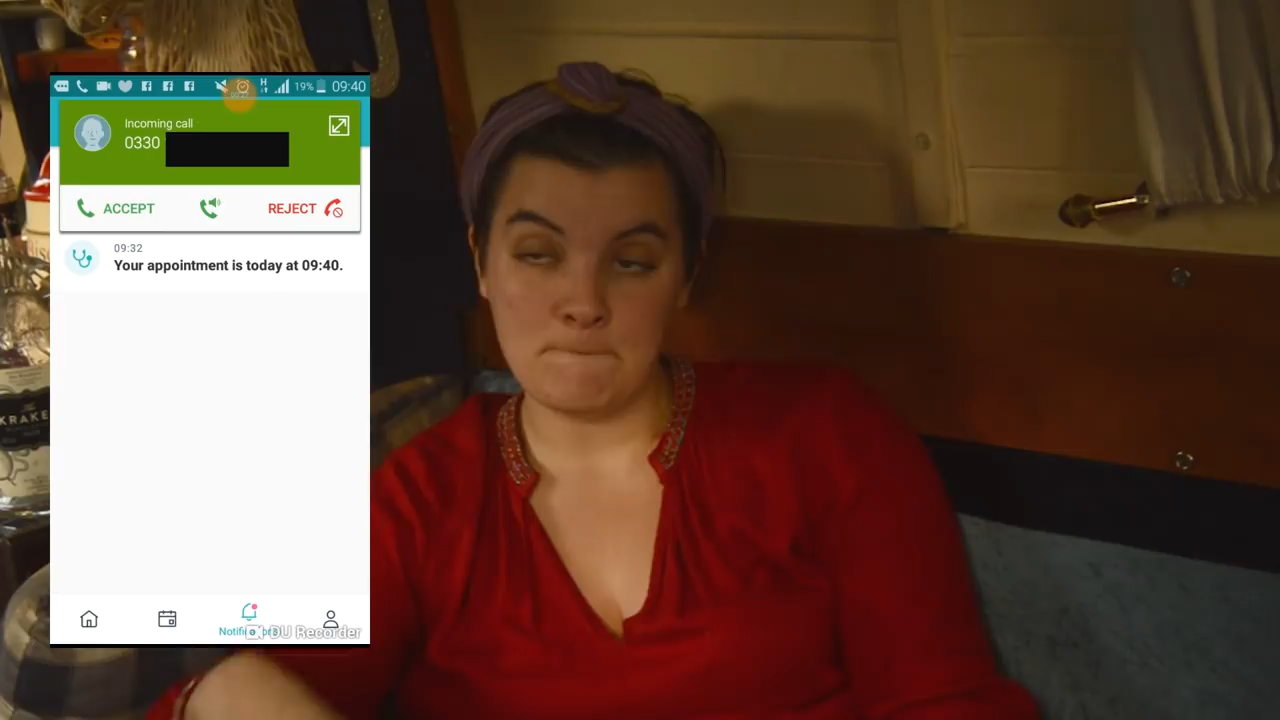 19% 09:40
Incoming call
0330
ACCEPT
REJECT
09:32
Your appointment is today at 09:40.
DU Recorder
KRAKE